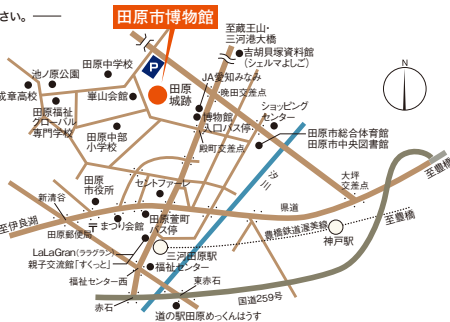 さい。
田原市博物館
至蔵王山・
三河港大橋
吉胡貝塚資料館
(シェルマよしご)
田原中学校
池ノ原公園
P
田原
城跡
JA愛知みなみ
N
成章高校
崋山会館
晩田交差点
田原福祉
グローバル
専門学校
博物館
入口バス停
ショッピング
センター
田原中部
小学校
殿町交差点
田原市総合体育館
田原市中央図書館
汐川
大坪
交差点
至豊橋
田原
市役所
セントファーレ
新清谷
県道
至豊橋
至伊良湖
田原郵便局
〒
まつり会館
田原萱町
バス停
豊橋鉄道渥美線
神戸駅
LaLaGran(ララグラン)
親子交流館「すくっと」
三河田原駅
福祉センター
福祉センター西
東赤石
国道259号
赤石
道の駅田原めっくんはうす